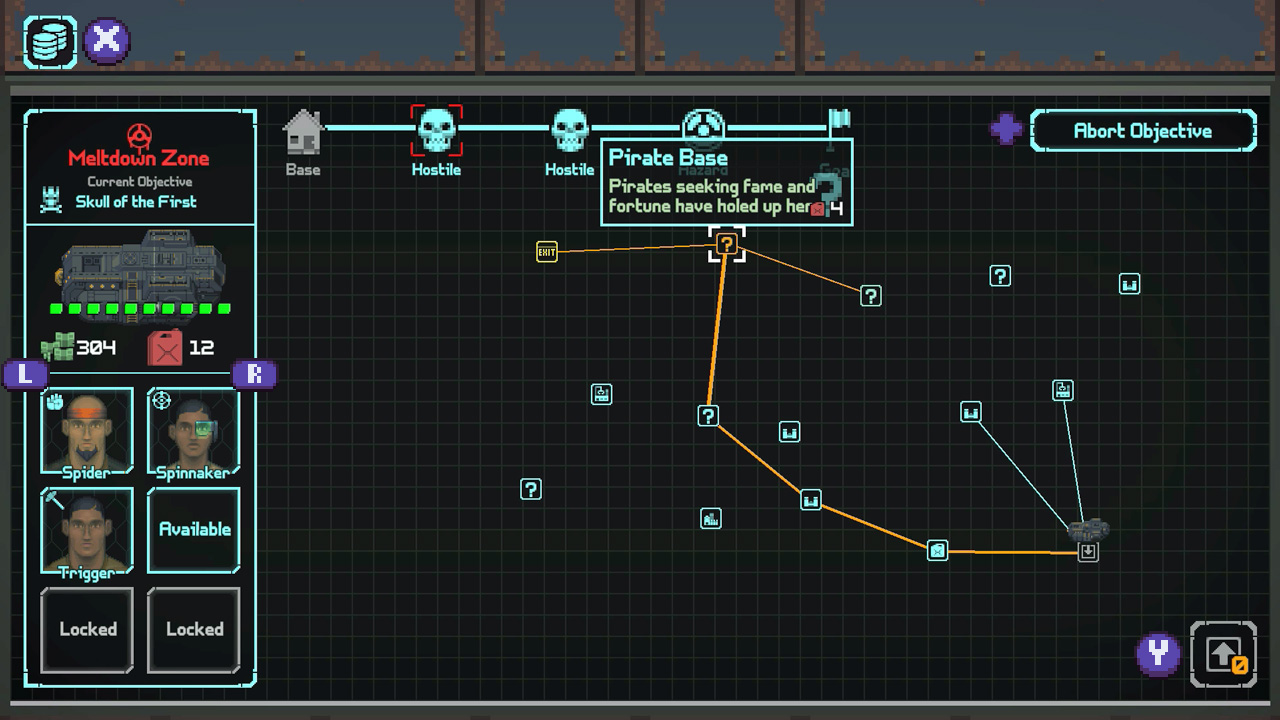 X
Meltdown Zone
Current Objective
Skull of the First
304
12
L
R
Spider
Spinnaker
Trigger
Available
Locked
Locked
Base
Hostile
Hostile
Hazard
Abort Objective
Pirate Base
Pirates seeking fame and
fortune have holed up her
4
EXIT
?
?
?
?
?
Y
0